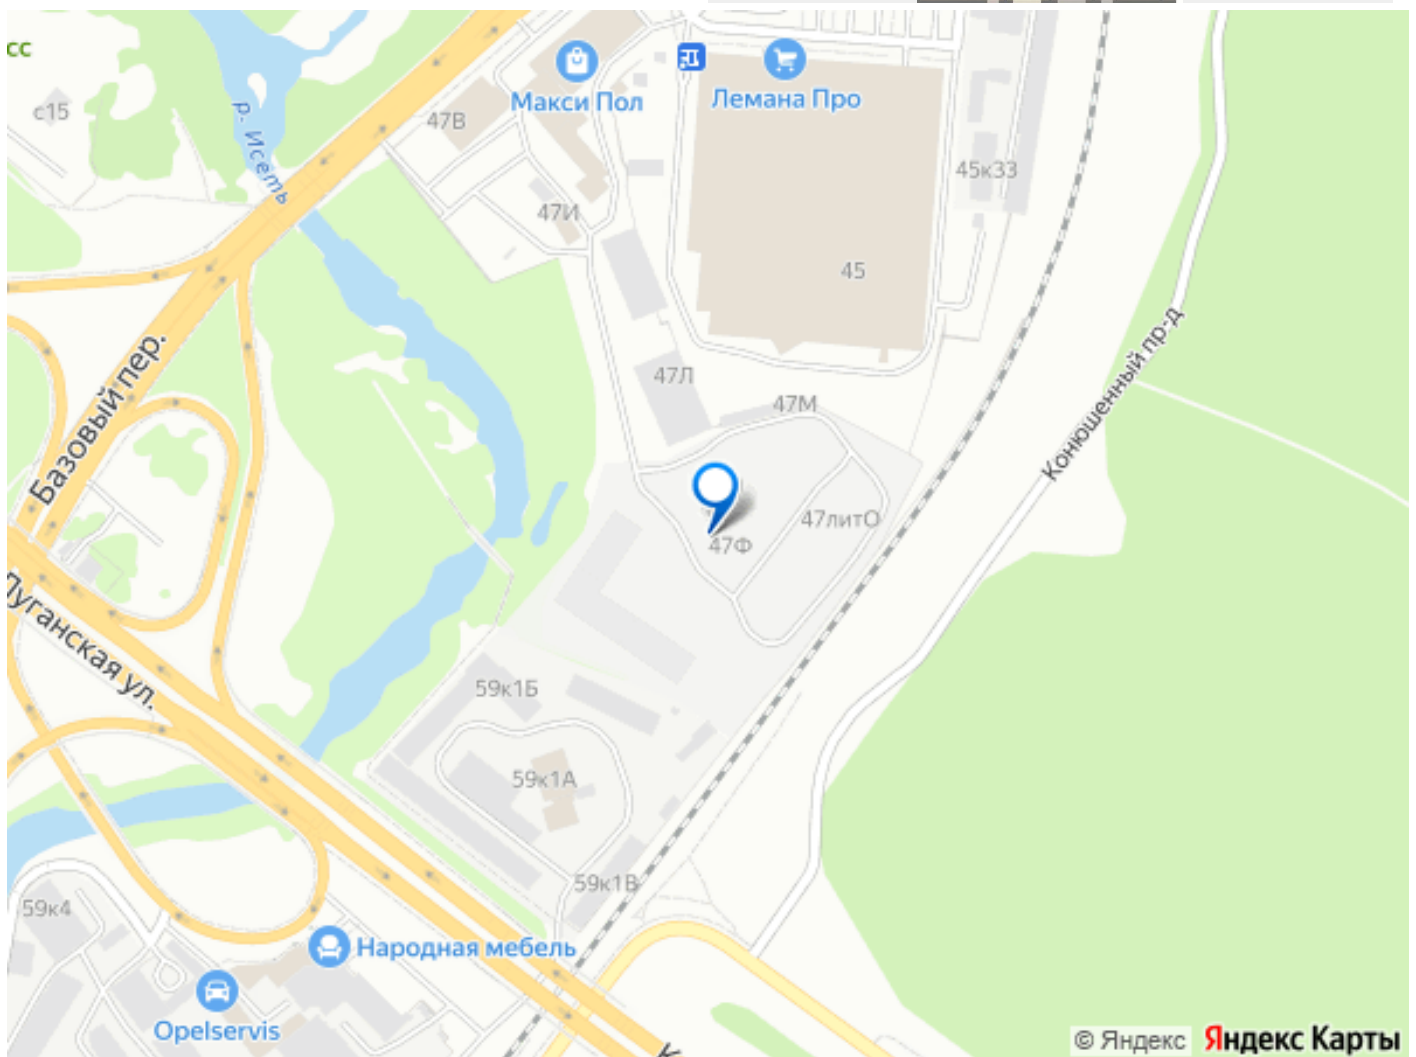 сс
с15
р. Исеть
47В
Макси Пол
Лемана Про
45к33
47И
45
Базовый пер.
47Л
47М
Конюшенный пр-д
47литО
47Ф
Луганская ул.
59к1Б
59к1А
59к1В
59к4
Народная мебель
Opelservis
© Яндекс Яндекс Карты